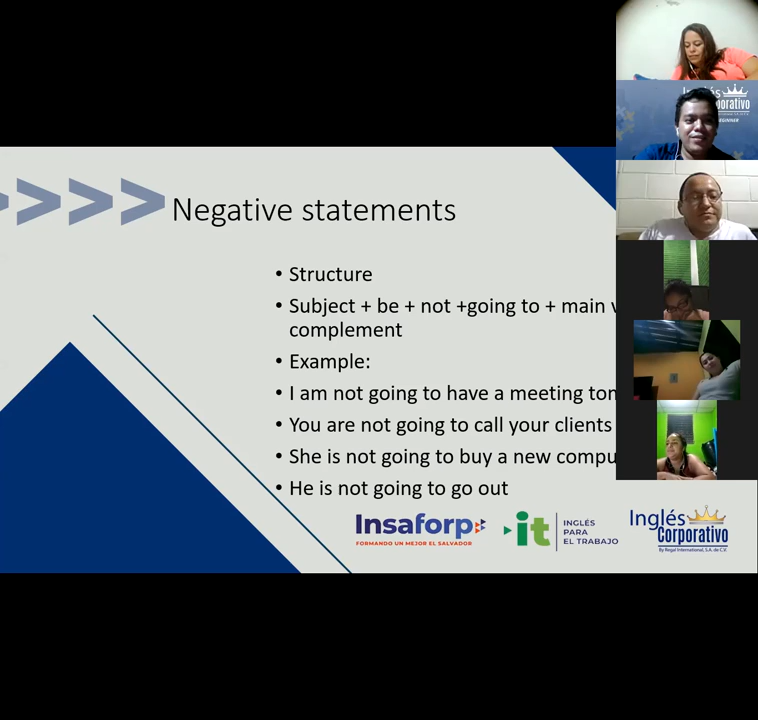 Negative statements
• Structure
• Subject + be + not +going to + main
complement
• Example:
• I am not going to have a meeting
• You are not going to call your clients
• She is not going to buy a new
• He is not going to go out
Insaforp
FORMANDO UN MEJOR EL SALVADOR
it
INGLÉS
PARA
EL TRABAJO
Inglés
Corporativo
By Regal International, S.A. de C.V.